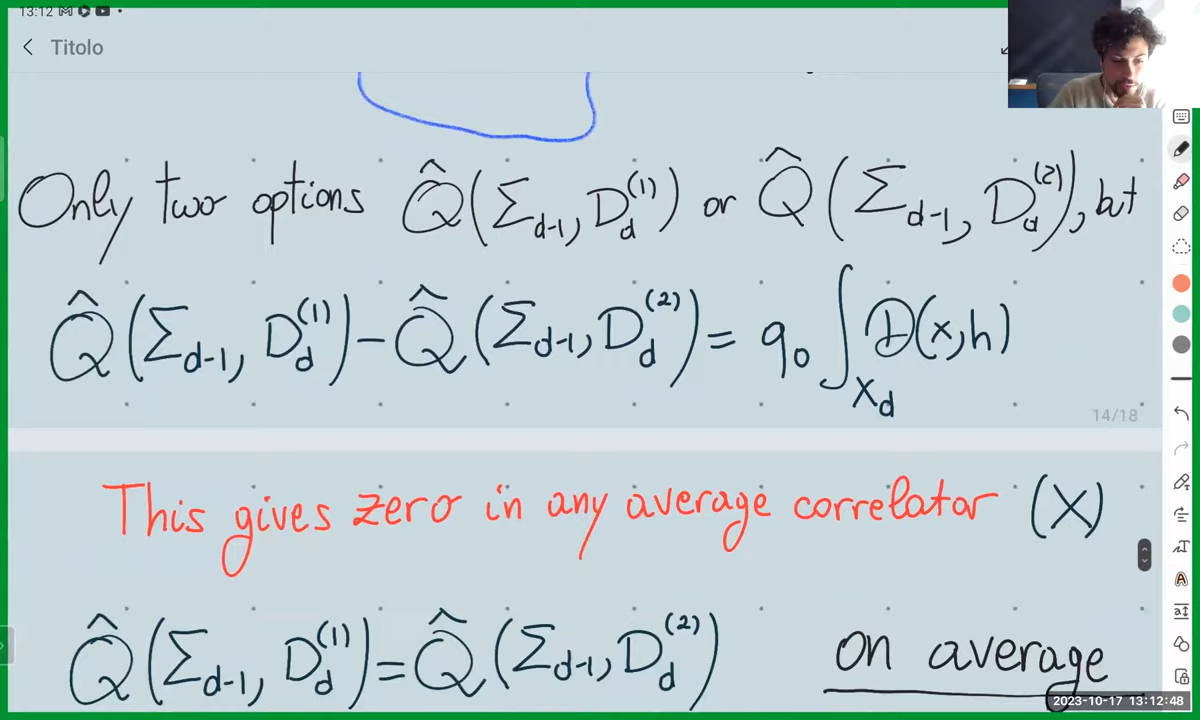 13:12
Titolo
Only two options Q̂(Σ_{d-1}, D_d^{(1)}) or Q̂(Σ_{d-1}, D_d^{(2)}), but
Q̂(Σ_{d-1}, D_d^{(1)}) − Q̂(Σ_{d-1}, D_d^{(2)}) = q_0 ∫_{X_d} D(x,h)
14/18
This gives zero in any average correlator (X)
Q̂(Σ_{d-1}, D_d^{(1)}) = Q̂(Σ_{d-1}, D_d^{(2)}) on average
2023-10-17 13:12:48